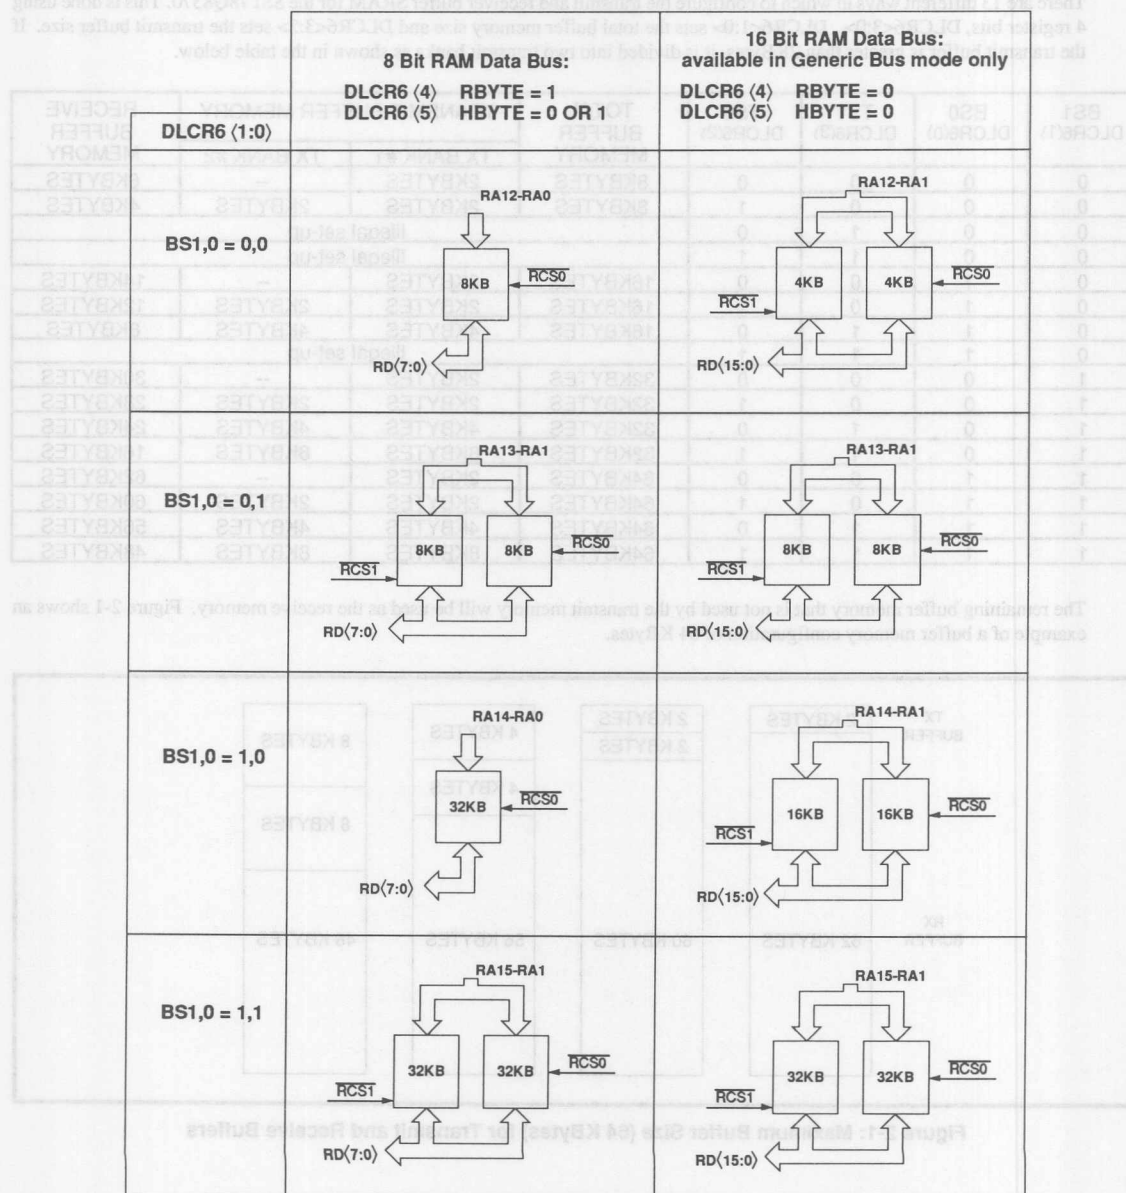 8 Bit RAM Data Bus:
DLCR6 ⟨4⟩ RBYTE = 1
DLCR6 ⟨5⟩ HBYTE = 0 OR 1
16 Bit RAM Data Bus:
available in Generic Bus mode only
DLCR6 ⟨4⟩ RBYTE = 0
DLCR6 ⟨5⟩ HBYTE = 0
DLCR6 ⟨1:0⟩
BS1,0 = 0,0
RA12-RA0
8KB
RCS0
RD⟨7:0⟩
RA12-RA1
4KB
4KB
RCS0
RCS1
RD⟨15:0⟩
BS1,0 = 0,1
RA13-RA1
8KB
8KB
RCS0
RCS1
RD⟨7:0⟩
RA13-RA1
8KB
8KB
RCS0
RCS1
RD⟨15:0⟩
BS1,0 = 1,0
RA14-RA0
32KB
RCS0
RD⟨7:0⟩
RA14-RA1
16KB
16KB
RCS0
RCS1
RD⟨15:0⟩
BS1,0 = 1,1
RA15-RA1
32KB
32KB
RCS0
RCS1
RD⟨7:0⟩
RA15-RA1
32KB
32KB
RCS0
RCS1
RD⟨15:0⟩